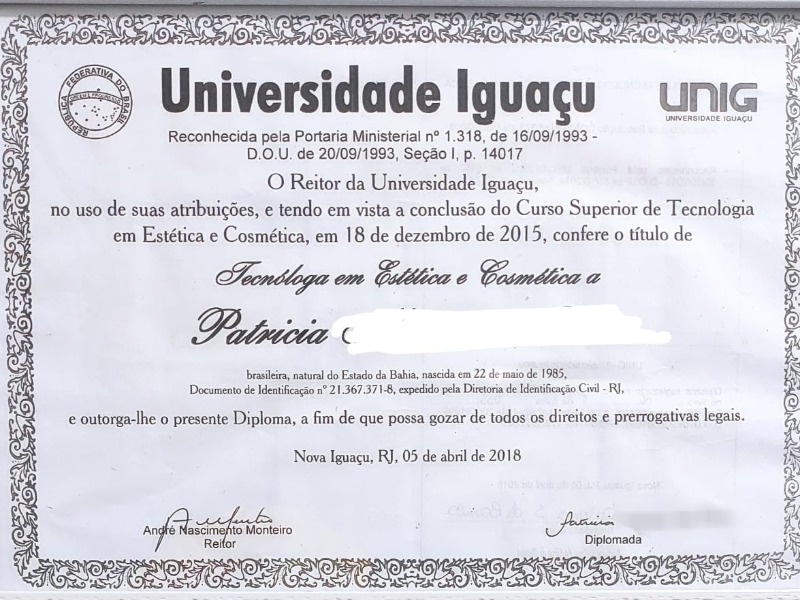 REPÚBLICA FEDERATIVA DO BRASIL
Universidade Iguaçu
UNIG
UNIVERSIDADE IGUAÇU
Reconhecida pela Portaria Ministerial nº 1.318, de 16/09/1993 -
D.O.U. de 20/09/1993, Seção I, p. 14017
O Reitor da Universidade Iguaçu,
no uso de suas atribuições, e tendo em vista a conclusão do Curso Superior de Tecnologia
em Estética e Cosmética, em 18 de dezembro de 2015, confere o título de
Tecnóloga em Estética e Cosmética a
Patricia
brasileira, natural do Estado da Bahia, nascida em 22 de maio de 1985,
Documento de Identificação nº 21.367.371-8, expedido pela Diretoria de Identificação Civil - RJ,
e outorga-lhe o presente Diploma, a fim de que possa gozar de todos os direitos e prerrogativas legais.
Nova Iguaçu, RJ, 05 de abril de 2018
André Nascimento Monteiro
Reitor
Patricia
Diplomada